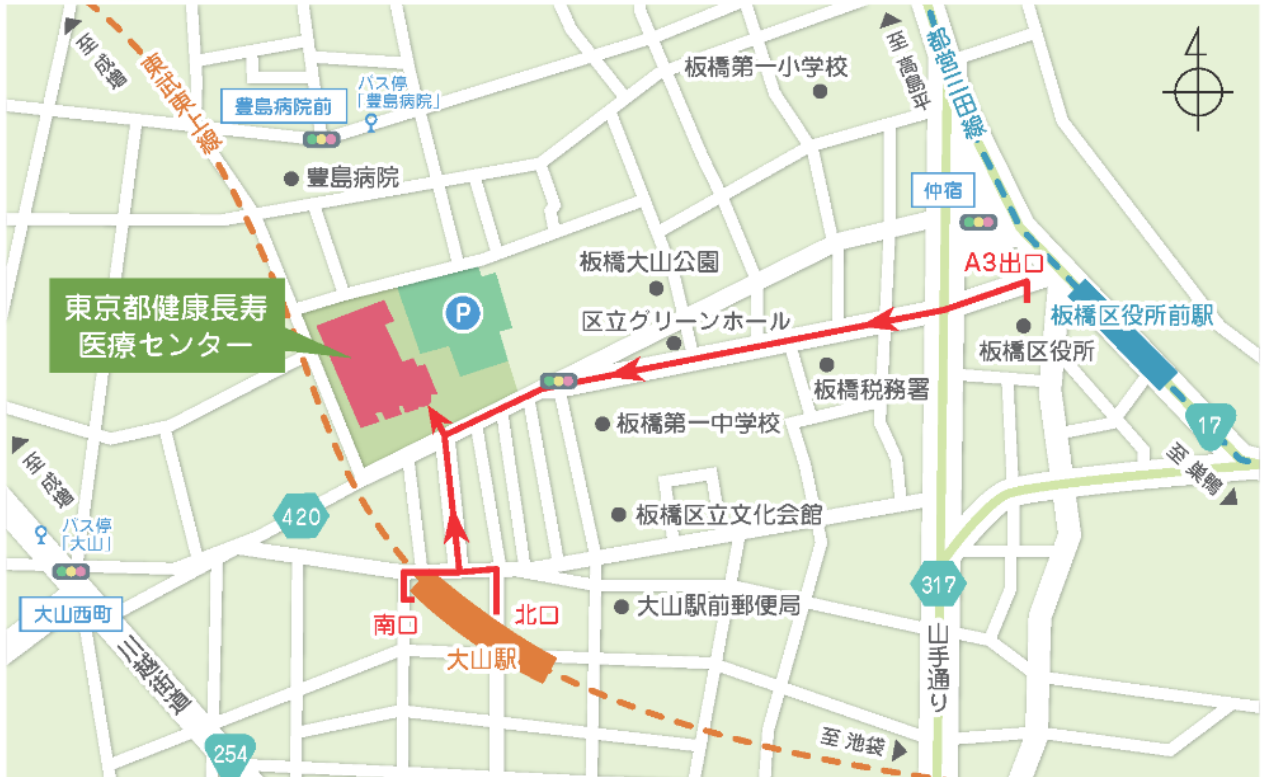 至 成増
東武東上線
豊島病院前
バス停
「豊島病院」
豊島病院
板橋第一小学校
至 高島平
都営三田線
4
仲宿
A3出口
板橋区役所前駅
板橋区役所
板橋大山公園
区立グリーンホール
板橋税務署
東京都健康長寿
医療センター
P
板橋第一中学校
17
至 巣鴨
至 成増
バス停
「大山」
420
板橋区立文化会館
317
大山西町
南口
北口
大山駅前郵便局
大山駅
川越街道
山手通り
254
至 池袋